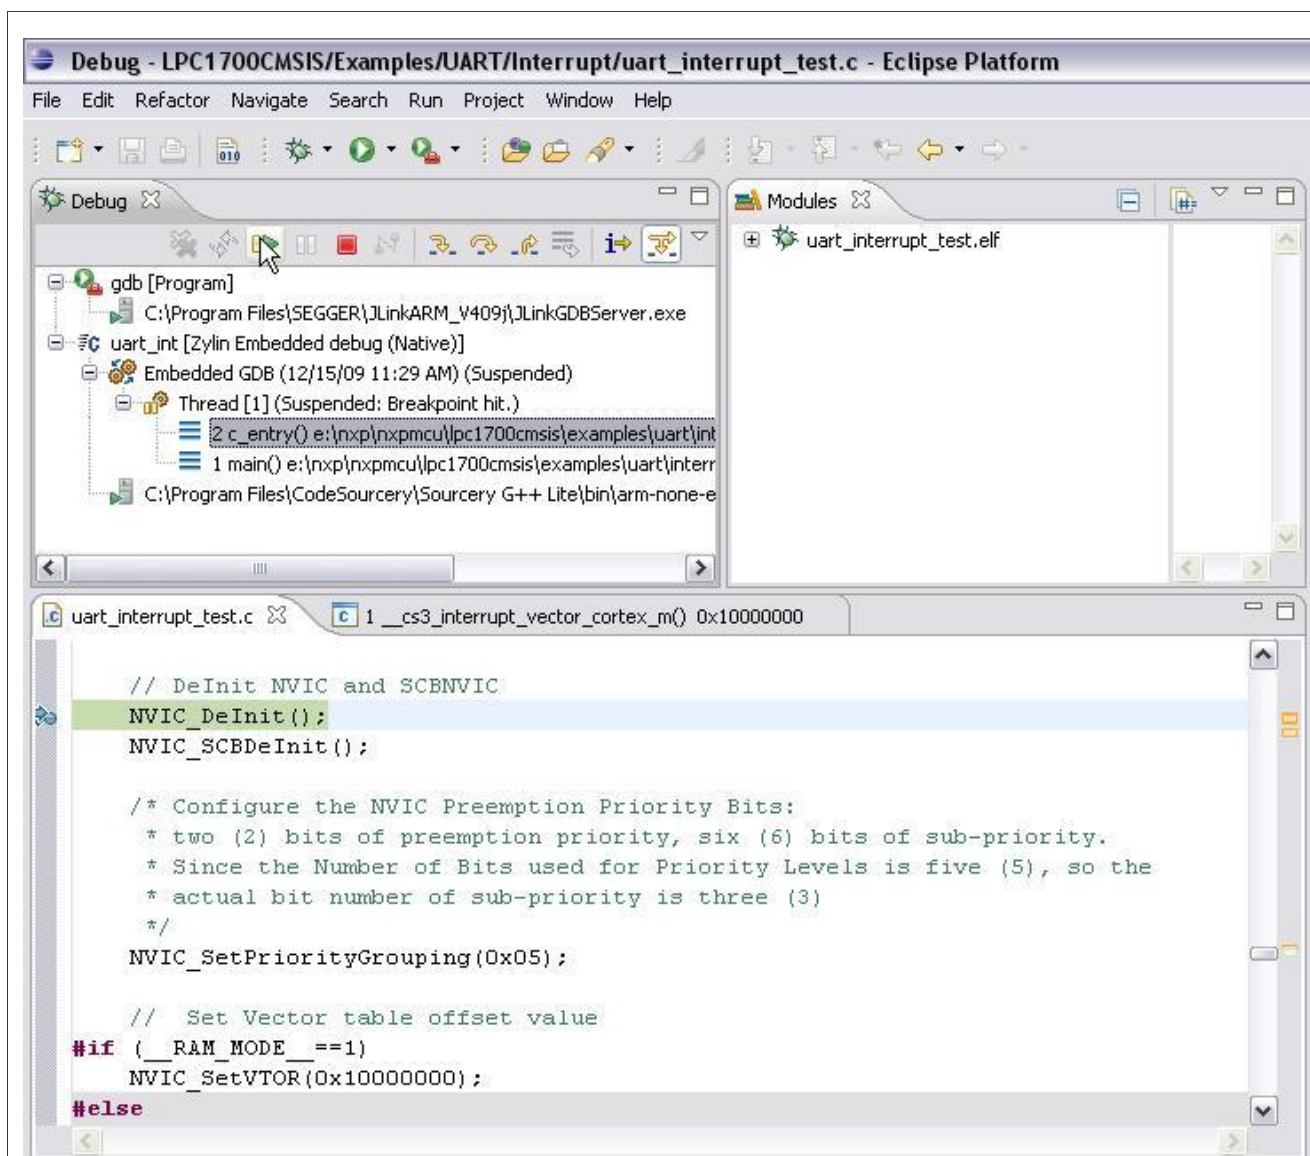 Debug - LPC1700CMSIS/Examples/UART/Interrupt/uart_interrupt_test.c - Eclipse Platform
File Edit Refactor Navigate Search Run Project Window Help
010
Debug
Modules
uart_interrupt_test.elf
gdb [Program]
C:\Program Files\SEGGER\JLinkARM_V409j\JLinkGDBServer.exe
uart_int [Zylin Embedded debug (Native)]
Embedded GDB (12/15/09 11:29 AM) (Suspended)
Thread [1] (Suspended: Breakpoint hit.)
2 c_entry() e:\nxp\nxpmcu\lpc1700cmsis\examples\uart\int
1 main() e:\nxp\nxpmcu\lpc1700cmsis\examples\uart\interr
C:\Program Files\CodeSourcery\Sourcery G++ Lite\bin\arm-none-e
uart_interrupt_test.c
1 __cs3_interrupt_vector_cortex_m() 0x10000000
// DeInit NVIC and SCBNVIC
NVIC_DeInit();
NVIC_SCBDeInit();
/* Configure the NVIC Preemption Priority Bits:
* two (2) bits of preemption priority, six (6) bits of sub-priority.
* Since the Number of Bits used for Priority Levels is five (5), so the
* actual bit number of sub-priority is three (3)
*/
NVIC_SetPriorityGrouping(0x05);
// Set Vector table offset value
#if (__RAM_MODE__==1)
NVIC_SetVTOR(0x10000000);
#else